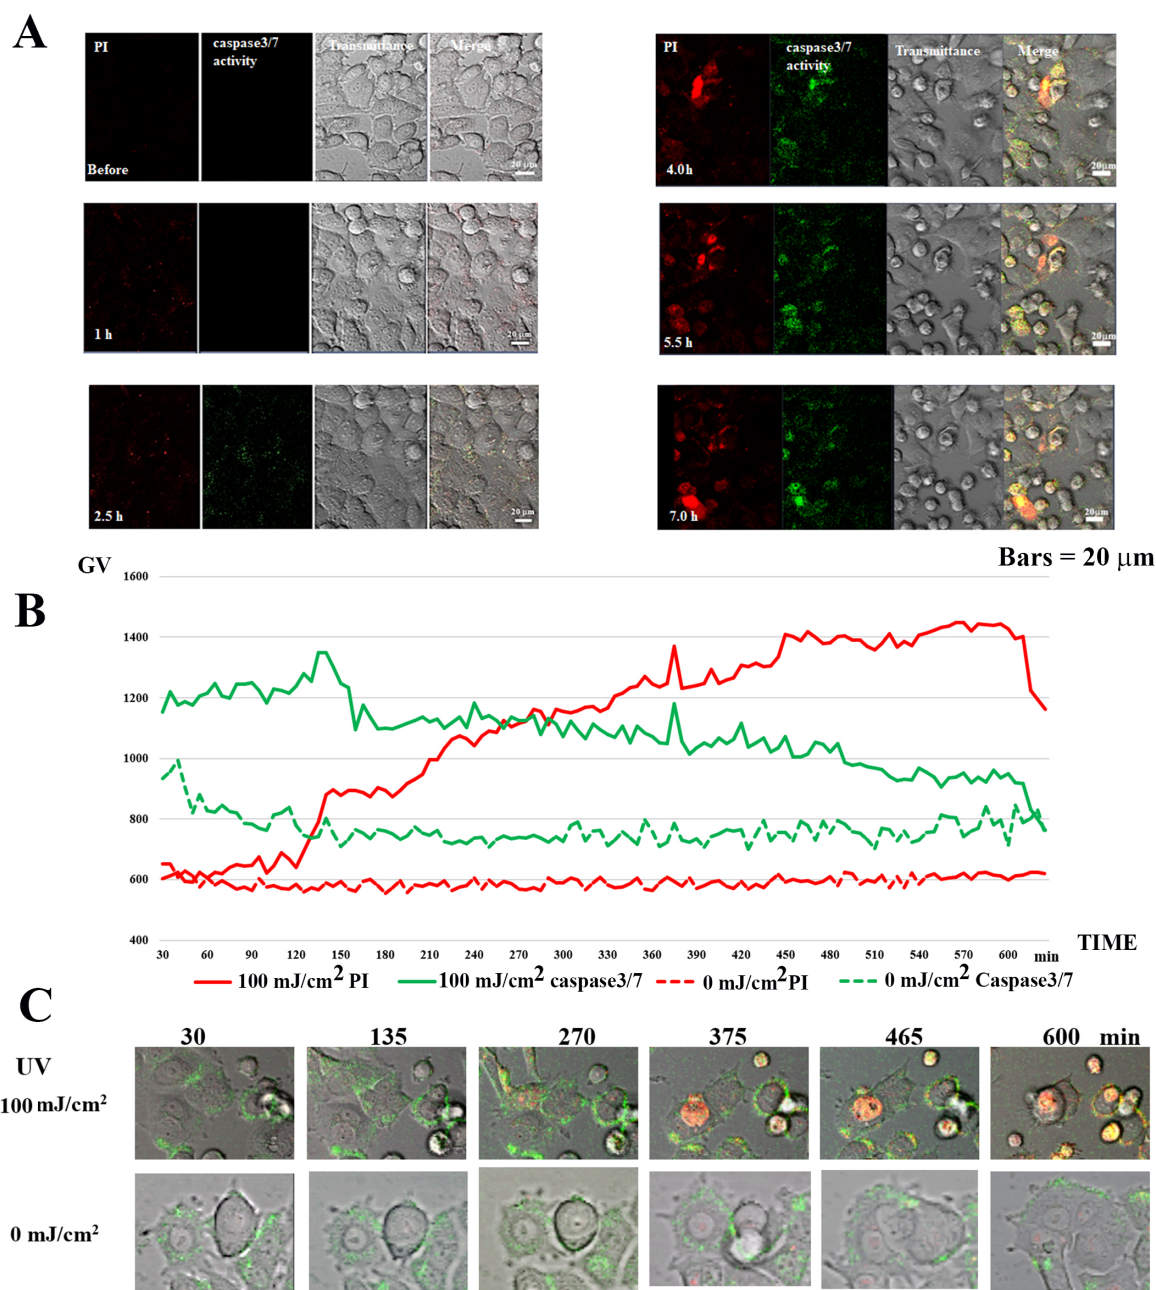 A
PI
caspase3/7
activity
Transmittance
Merge
Before
20 μm
PI
caspase3/7
activity
Transmittance
Merge
4.0h
20μm
1 h
20 μm
5.5 h
20μm
2.5 h
20 μm
7.0 h
20μm
Bars = 20 μm
B
GV
1600
1400
1200
1000
800
600
400
30 60 90 120 150 180 210 240 270 300 330 360 390 420 450 480 510 540 570 600 min
TIME
100 mJ/cm2 PI 100 mJ/cm2 caspase3/7 0 mJ/cm2PI 0 mJ/cm2 Caspase3/7
C
30 135 270 375 465 600 min
UV
100 mJ/cm2
0 mJ/cm2